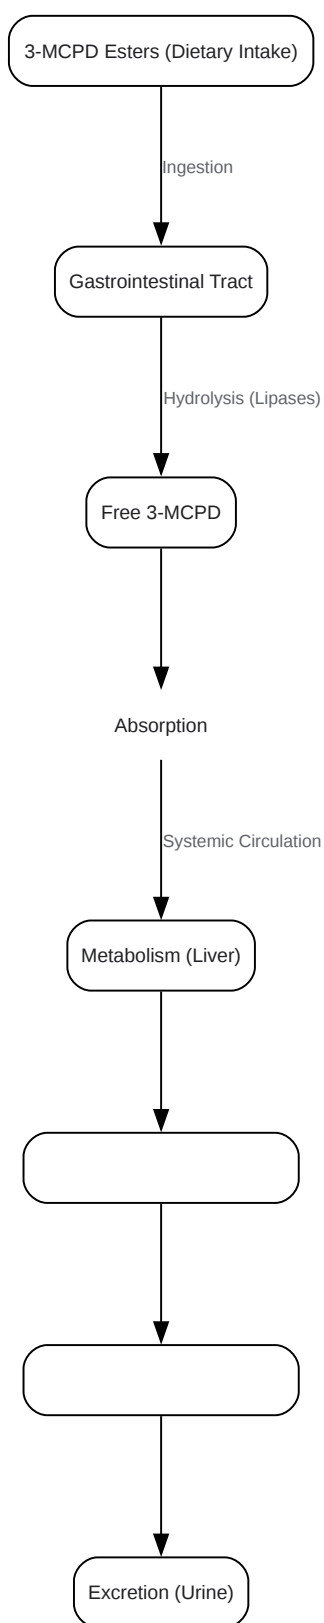 3-MCPD Esters (Dietary Intake)
Ingestion
Gastrointestinal Tract
Hydrolysis (Lipases)
Free 3-MCPD
Absorption
Systemic Circulation
Metabolism (Liver)
Excretion (Urine)